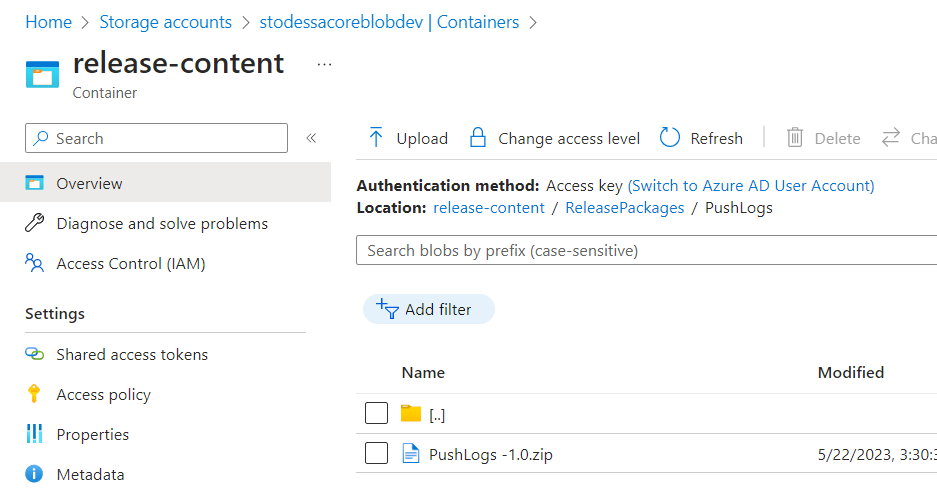 Home > Storage accounts > stodessacoreblobdev | Containers >
release-content ...
Container
Search «
Overview
Diagnose and solve problems
Access Control (IAM)
Settings
Shared access tokens
Access policy
Properties
Metadata
Upload Change access level Refresh Delete Cha
Authentication method: Access key (Switch to Azure AD User Account)
Location: release-content / ReleasePackages / PushLogs
Search blobs by prefix (case-sensitive)
Add filter
Name Modified
[..]
PushLogs -1.0.zip 5/22/2023, 3:30:3